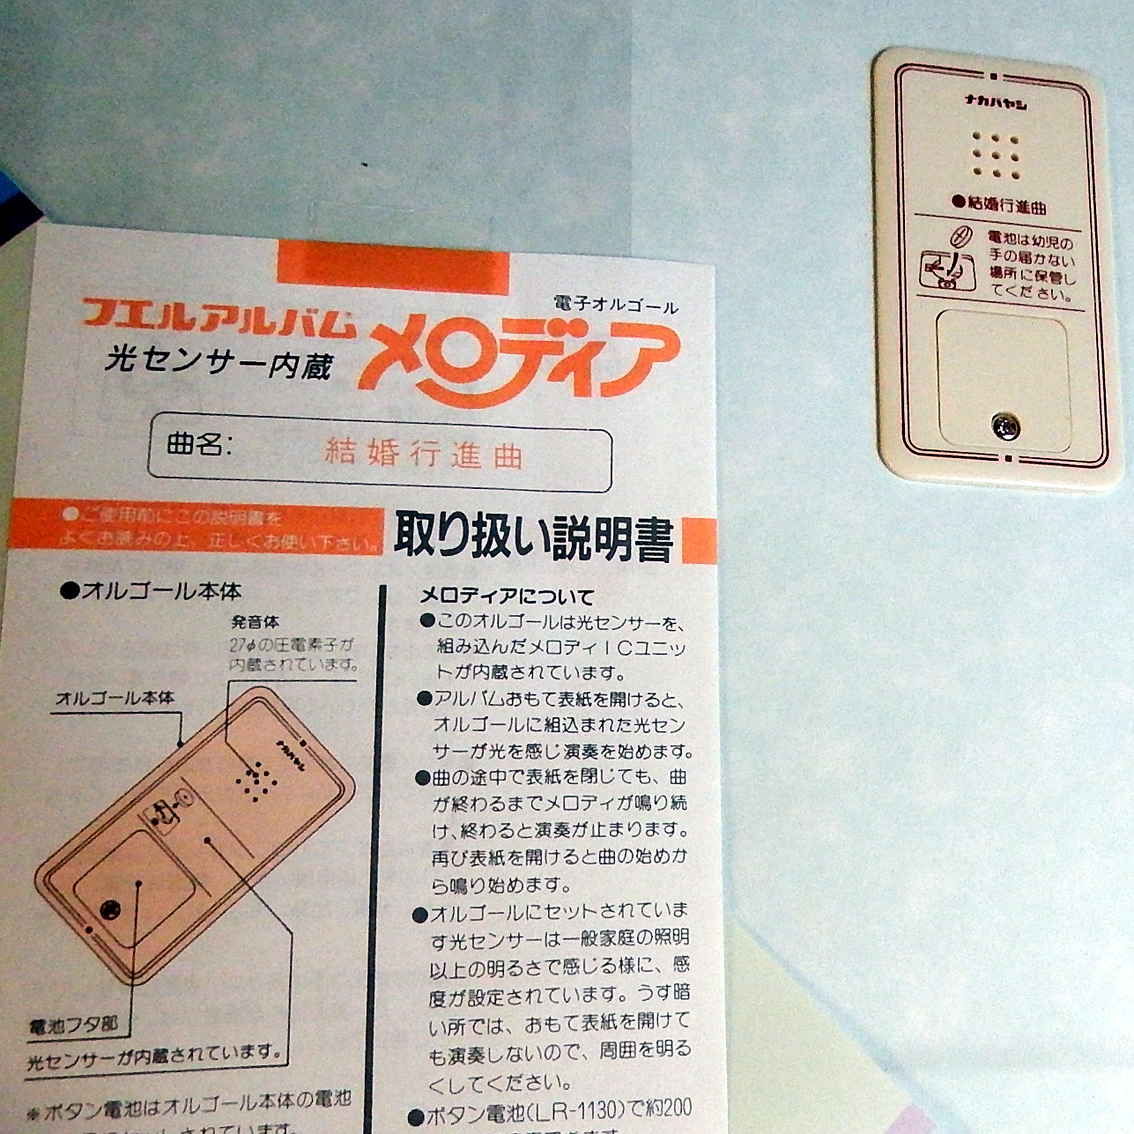 電子オルゴール
フエルアルバム
メロディア
光センサー内蔵
曲名: 結婚行進曲
●ご使用前にこの説明書を
よくお読みの上、正しくお使い下さい。
取り扱い説明書
●オルゴール本体
発音体
27φの圧電素子が
内蔵されています。
オルゴール本体
ナカバヤシ
電池フタ部
光センサーが内蔵されています。
※ボタン電池はオルゴール本体の電池
メロディアについて
●このオルゴールは光センサーを、
組み込んだメロディICユニッ
トが内蔵されています。
●アルバムおもて表紙を開けると、
オルゴールに組込まれた光セン
サーが光を感じ演奏を始めます。
●曲の途中で表紙を閉じても、曲
が終わるまでメロディが鳴り続
け、終わると演奏が止まります。
再び表紙を開けると曲の始めか
ら鳴り始めます。
●オルゴールにセットされていま
す光センサーは一般家庭の照明
以上の明るさで感じる様に、感
度が設定されています。うす暗
い所では、おもて表紙を開けて
も演奏しないので、周囲を明る
くしてください。
●ボタン電池(LR-1130)で約200
ナカバヤシ
●結婚行進曲
電池は幼児の
手の届かない
場所に保管し
てください。